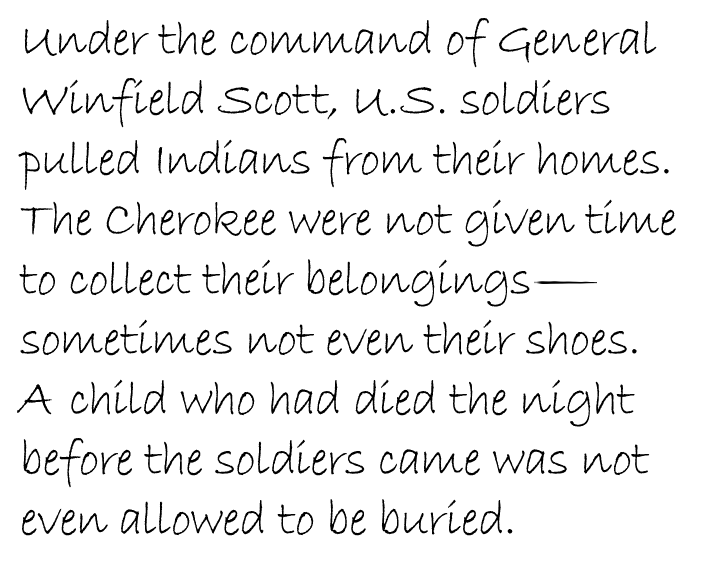 Under the command of General
Winfield Scott, U.S. soldiers
pulled Indians from their homes.
The Cherokee were not given time
to collect their belongings—
sometimes not even their shoes.
A child who had died the night
before the soldiers came was not
even allowed to be buried.